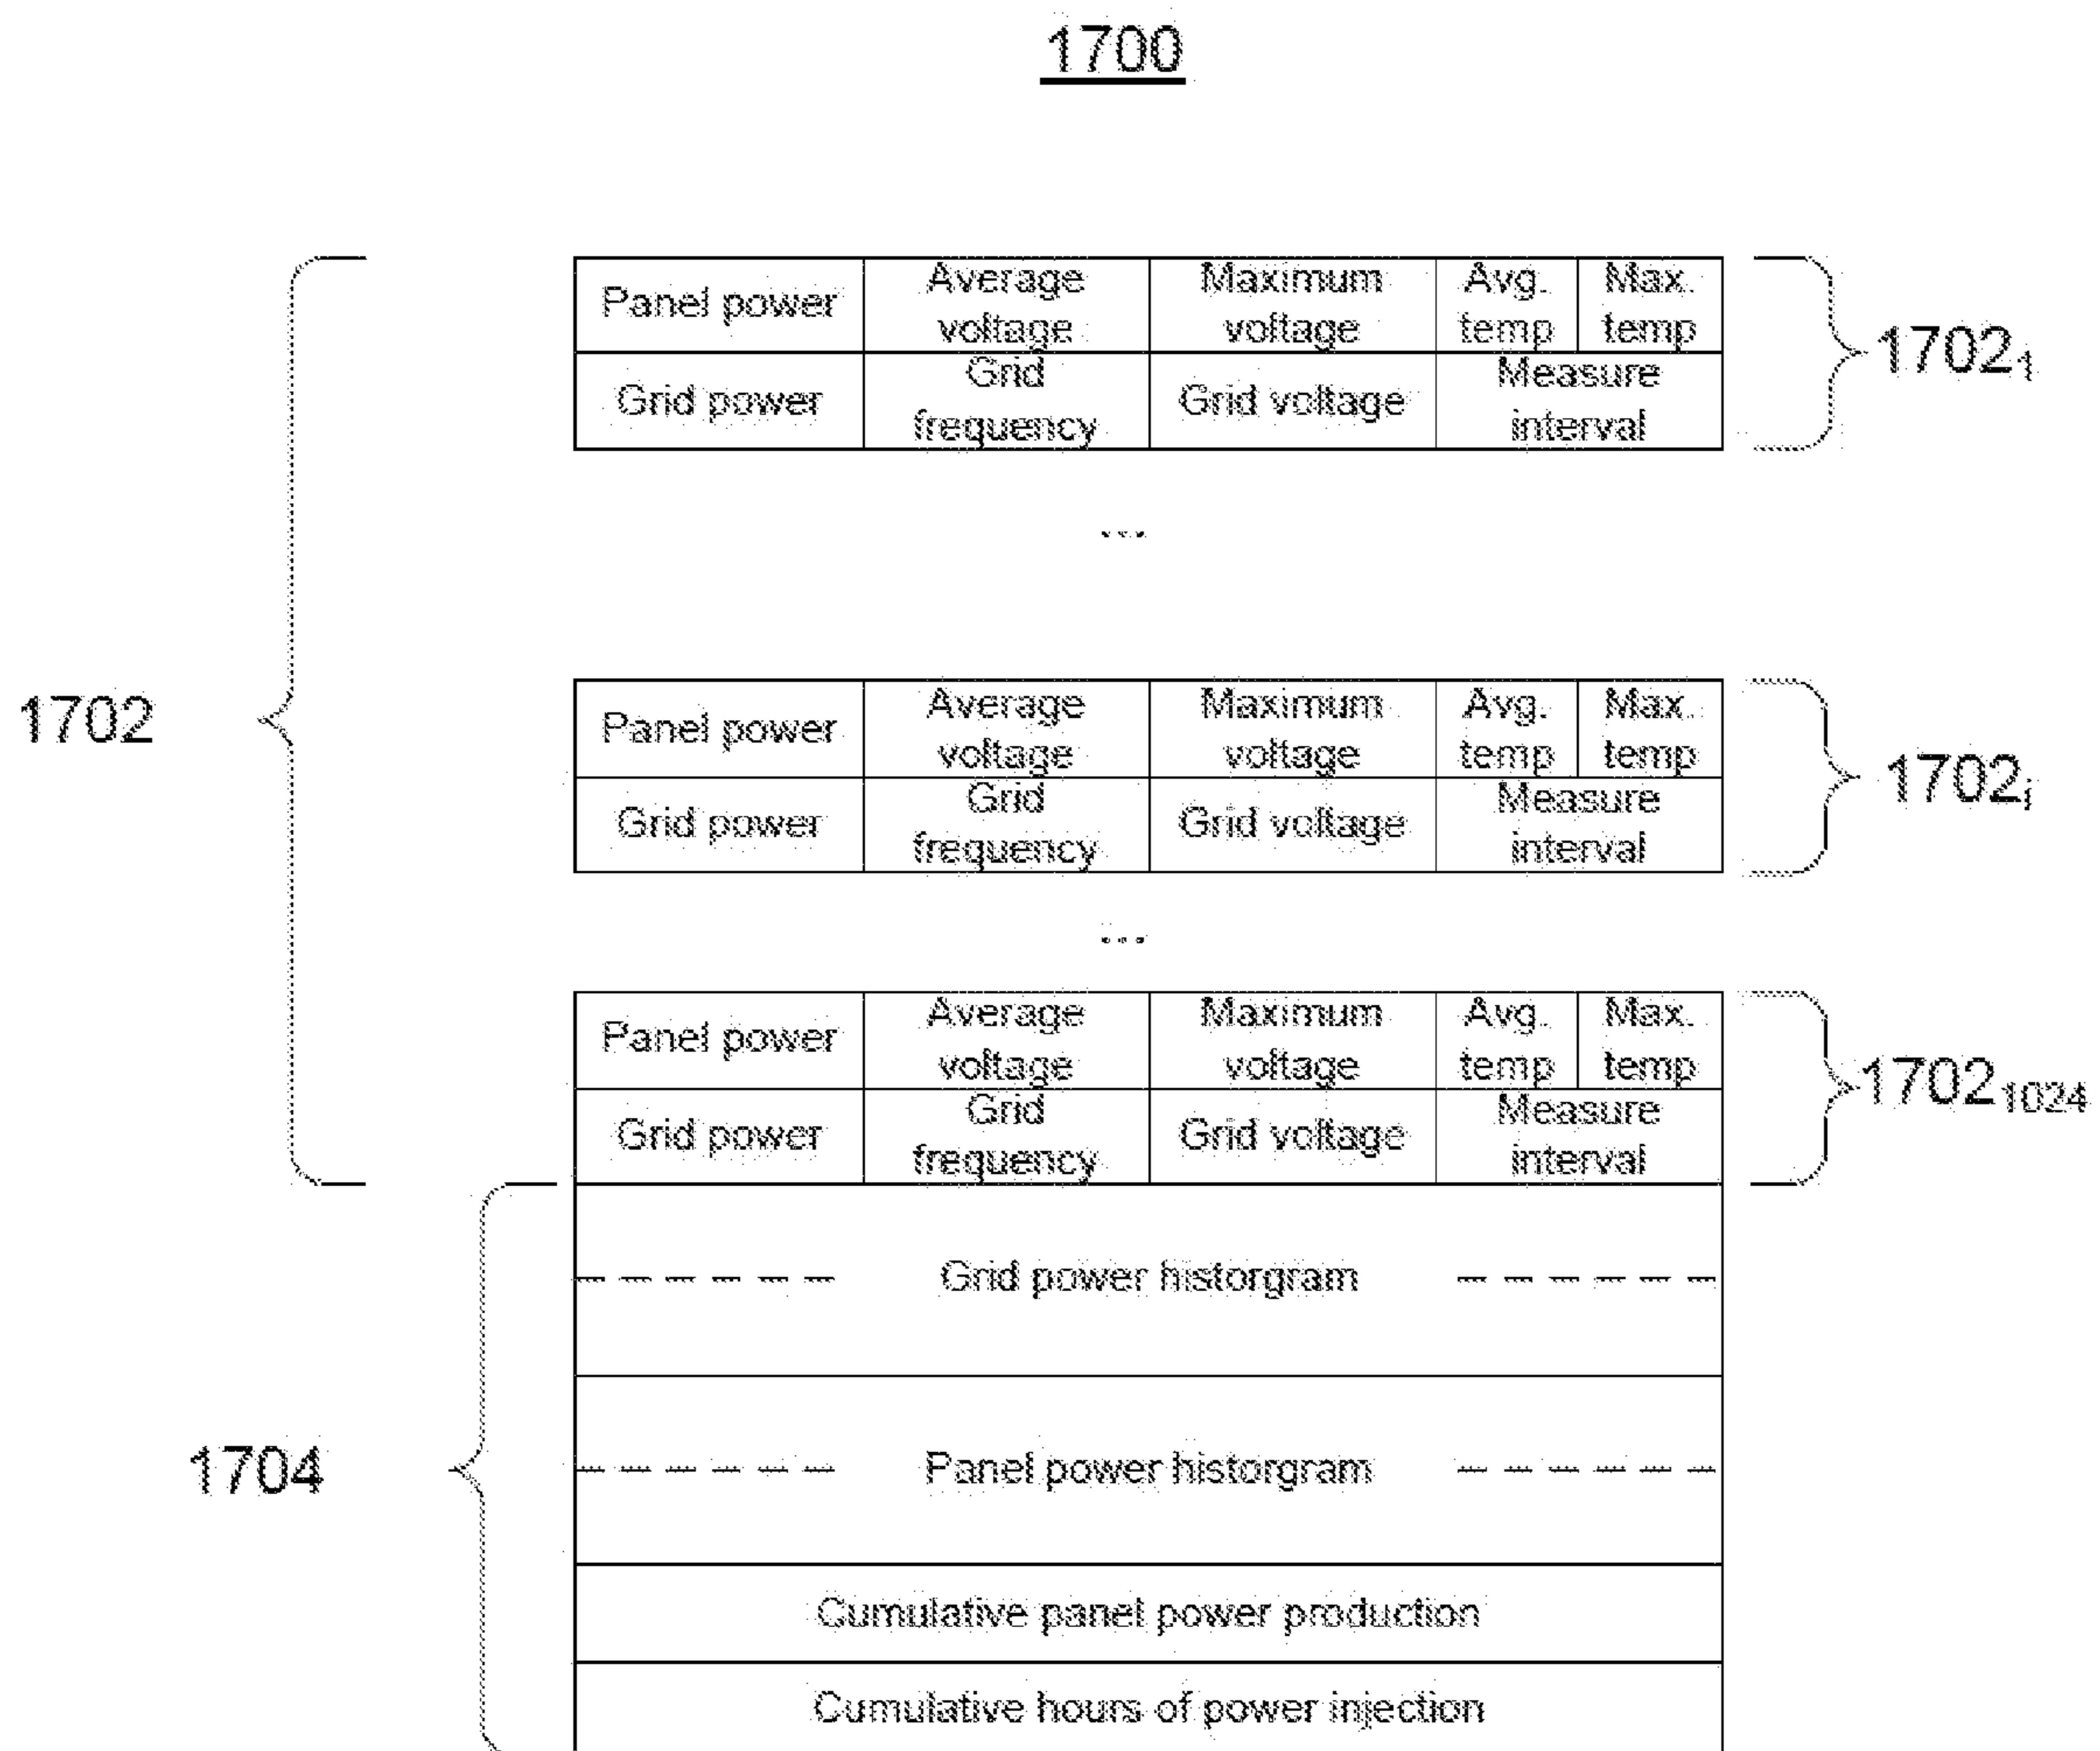 1700
Panel power Average voltage Maximum voltage Avg. temp Max. temp
Grid power Grid frequency Grid voltage Measure interval
1702₁
...
1702
Panel power Average voltage Maximum voltage Avg. temp Max. temp
Grid power Grid frequency Grid voltage Measure interval
1702ᵢ
...
Panel power Average voltage Maximum voltage Avg. temp Max. temp
Grid power Grid frequency Grid voltage Measure interval
1702₁₀₂₄
Grid power historgram
1704
Panel power historgram
Cumulative panel power production
Cumulative hours of power injection